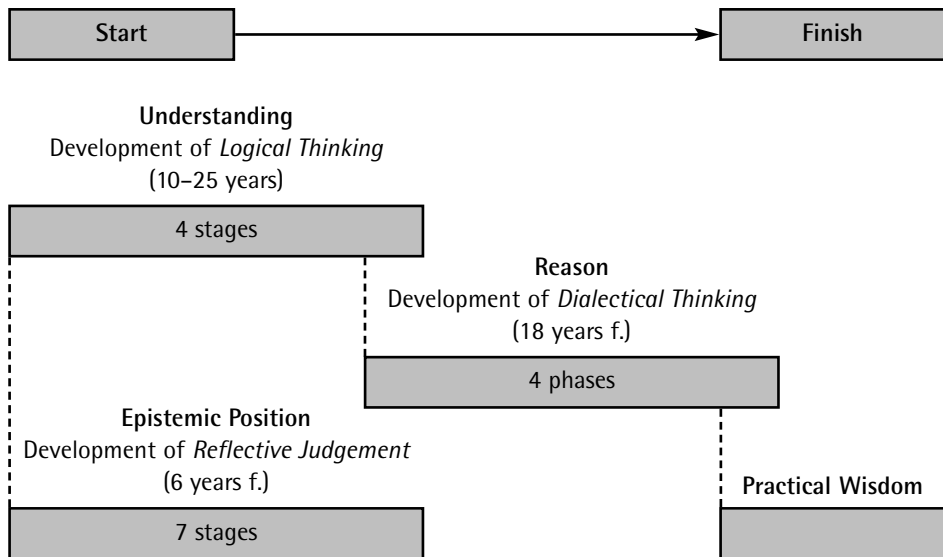 Start
Finish
Understanding
Development of Logical Thinking
(10–25 years)
4 stages
Reason
Development of Dialectical Thinking
(18 years f.)
4 phases
Epistemic Position
Development of Reflective Judgement
(6 years f.)
7 stages
Practical Wisdom